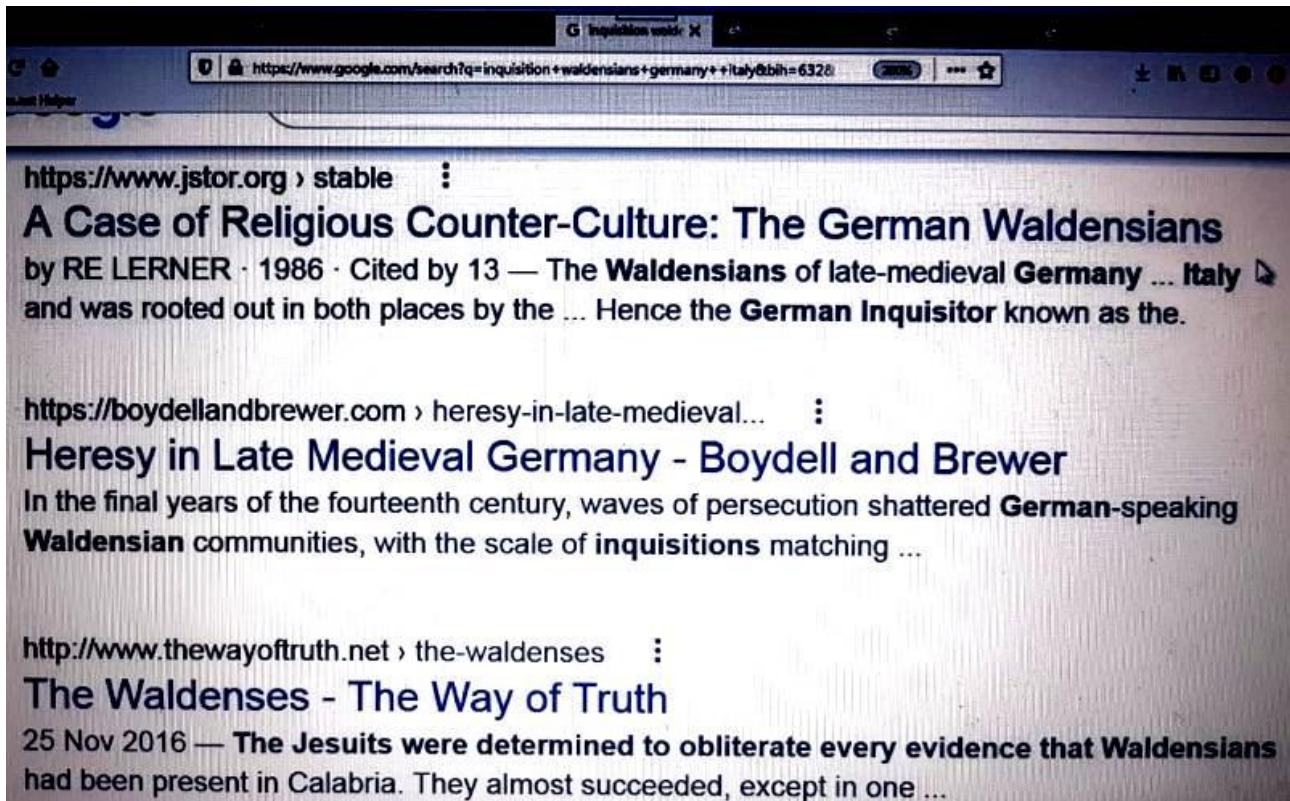 G Inquisition walde X
https://www.google.com/search?q=inquisition+waldensians+germany++italy&bih=632&
https://www.jstor.org › stable
A Case of Religious Counter-Culture: The German Waldensians
by RE LERNER · 1986 · Cited by 13 — The Waldensians of late-medieval Germany ... Italy
and was rooted out in both places by the ... Hence the German Inquisitor known as the.
https://boydellandbrewer.com › heresy-in-late-medieval...
Heresy in Late Medieval Germany - Boydell and Brewer
In the final years of the fourteenth century, waves of persecution shattered German-speaking
Waldensian communities, with the scale of inquisitions matching ...
http://www.thewayoftruth.net › the-waldenses
The Waldenses - The Way of Truth
25 Nov 2016 — The Jesuits were determined to obliterate every evidence that Waldensians
had been present in Calabria. They almost succeeded, except in one ...